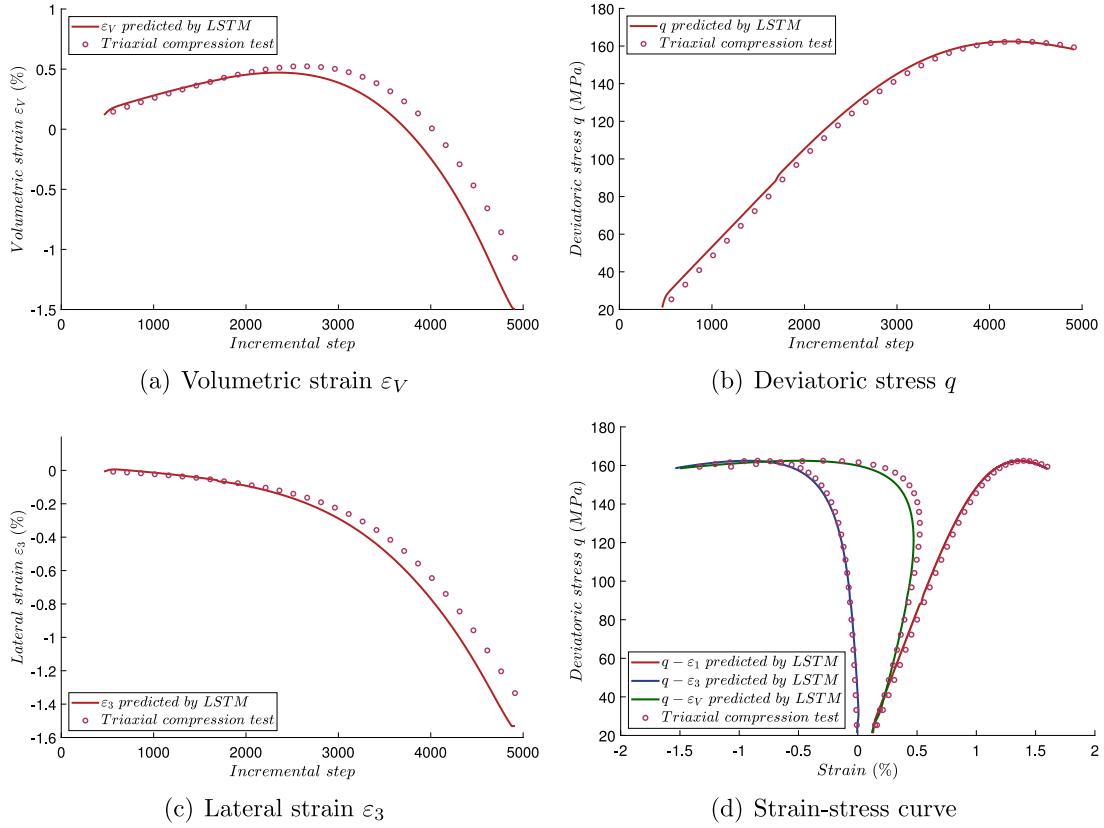 1
0.5
0
-0.5
-1
-1.5
Volumetric strain ε_V (%)
ε_V predicted by LSTM
Triaxial compression test
0 1000 2000 3000 4000 5000
Incremental step
(a) Volumetric strain ε_V
180
160
140
120
100
80
60
40
20
Deviatoric stress q (MPa)
q predicted by LSTM
Triaxial compression test
0 1000 2000 3000 4000 5000
Incremental step
(b) Deviatoric stress q
0
-0.2
-0.4
-0.6
-0.8
-1
-1.2
-1.4
-1.6
Lateral strain ε₃ (%)
ε₃ predicted by LSTM
Triaxial compression test
0 1000 2000 3000 4000 5000
Incremental step
(c) Lateral strain ε₃
180
160
140
120
100
80
60
40
20
Deviatoric stress q (MPa)
q − ε₁ predicted by LSTM
q − ε₃ predicted by LSTM
q − ε_V predicted by LSTM
Triaxial compression test
-2 -1.5 -1 -0.5 0 0.5 1 1.5 2
Strain (%)
(d) Strain-stress curve